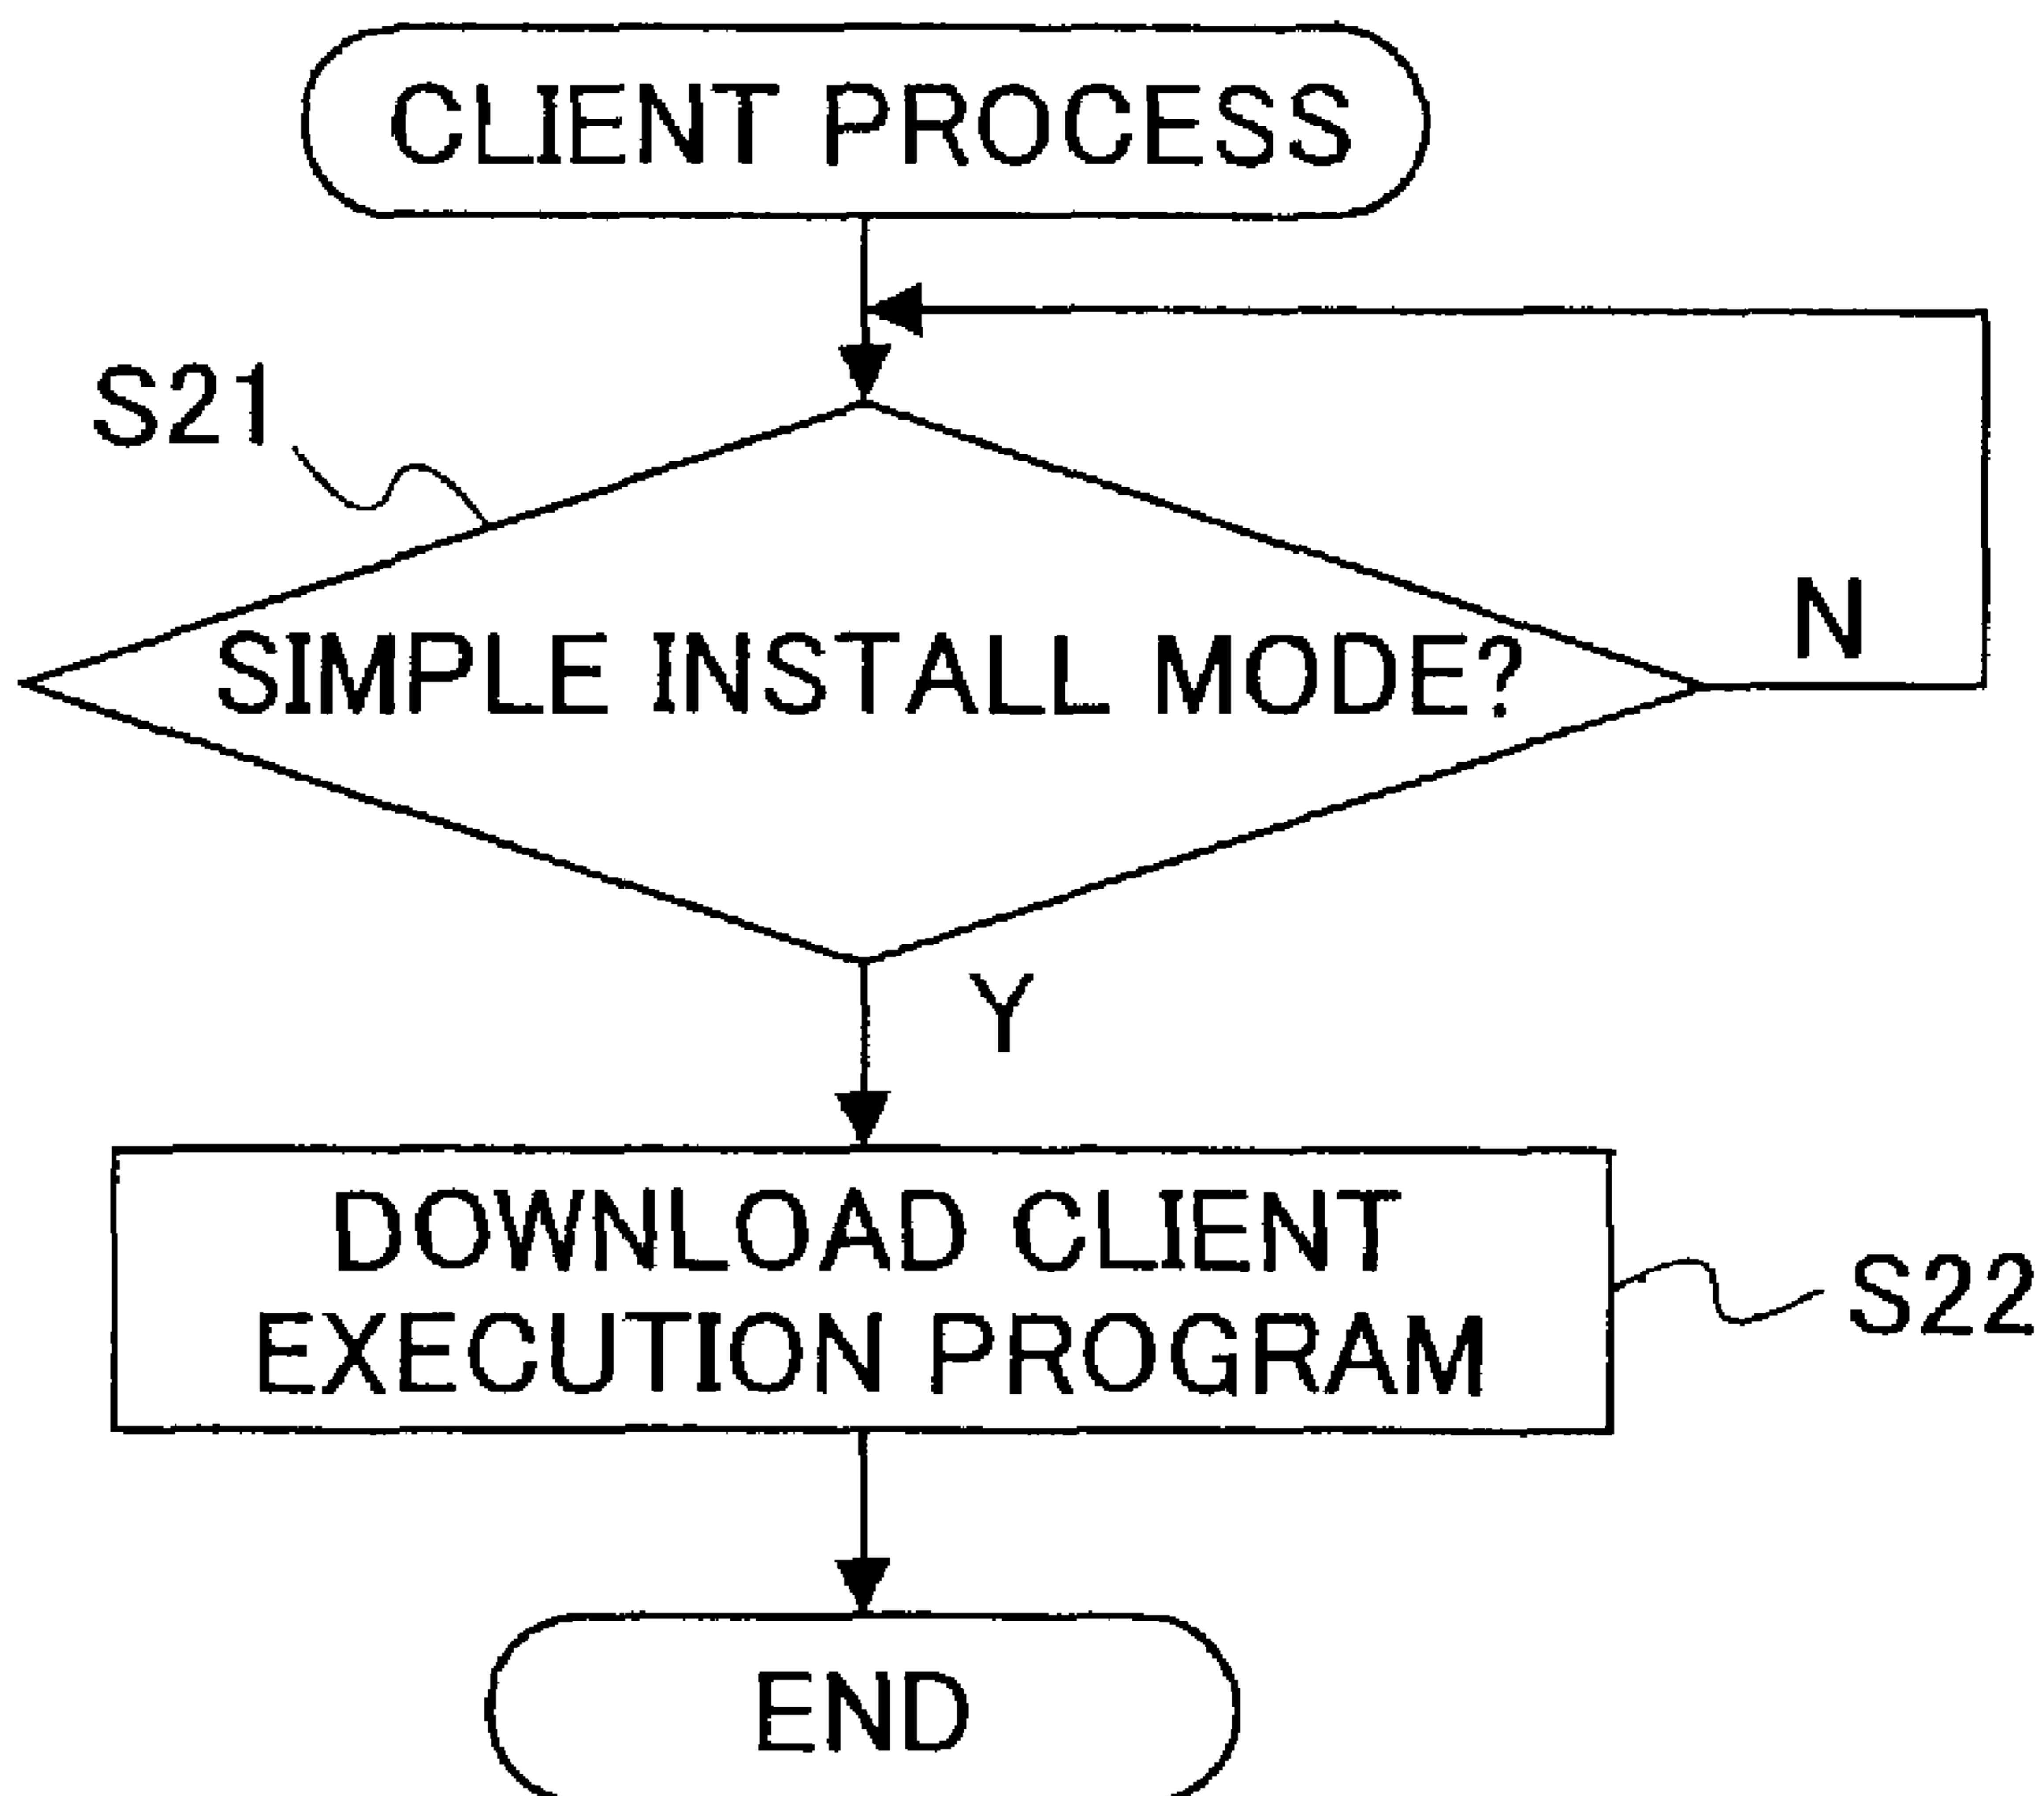 CLIENT PROCESS
S21
SIMPLE INSTALL MODE?
N
Y
DOWNLOAD CLIENT
EXECUTION PROGRAM
S22
END